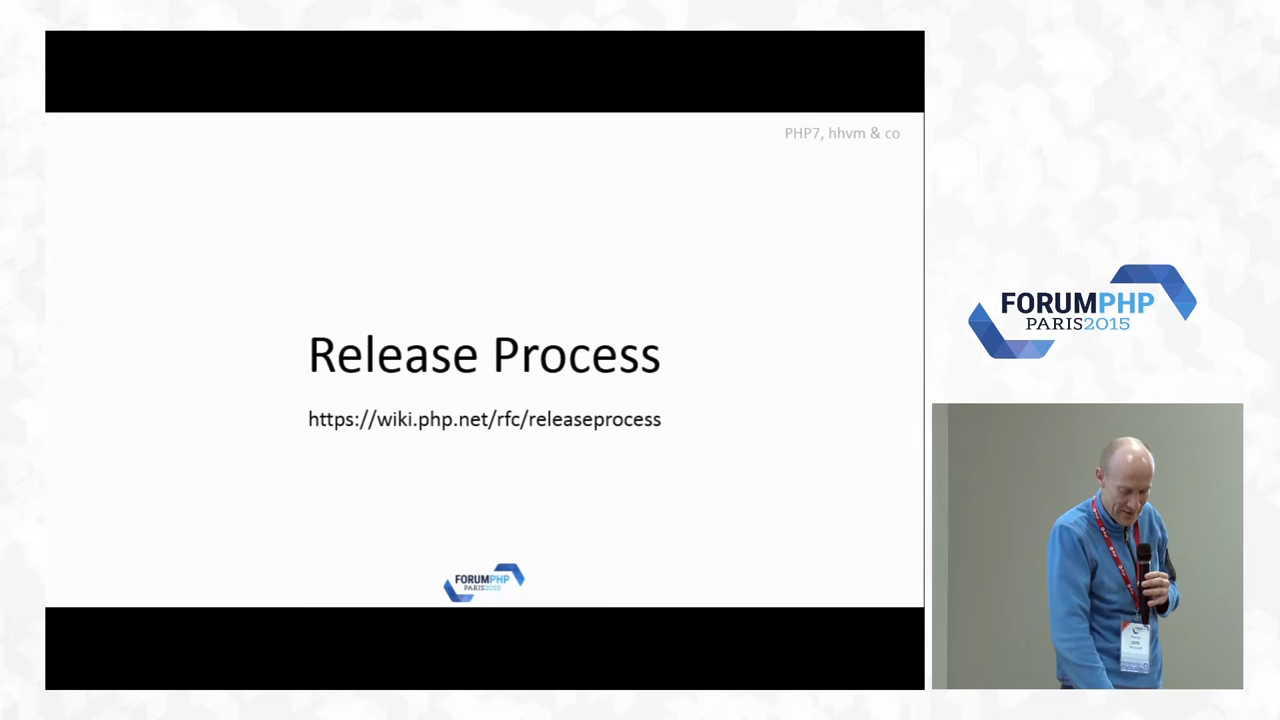 PHP7, hhvm & co
Release Process
https://wiki.php.net/rfc/releaseprocess
FORUMPHP
PARIS2015
FORUMPHP
PARIS2015